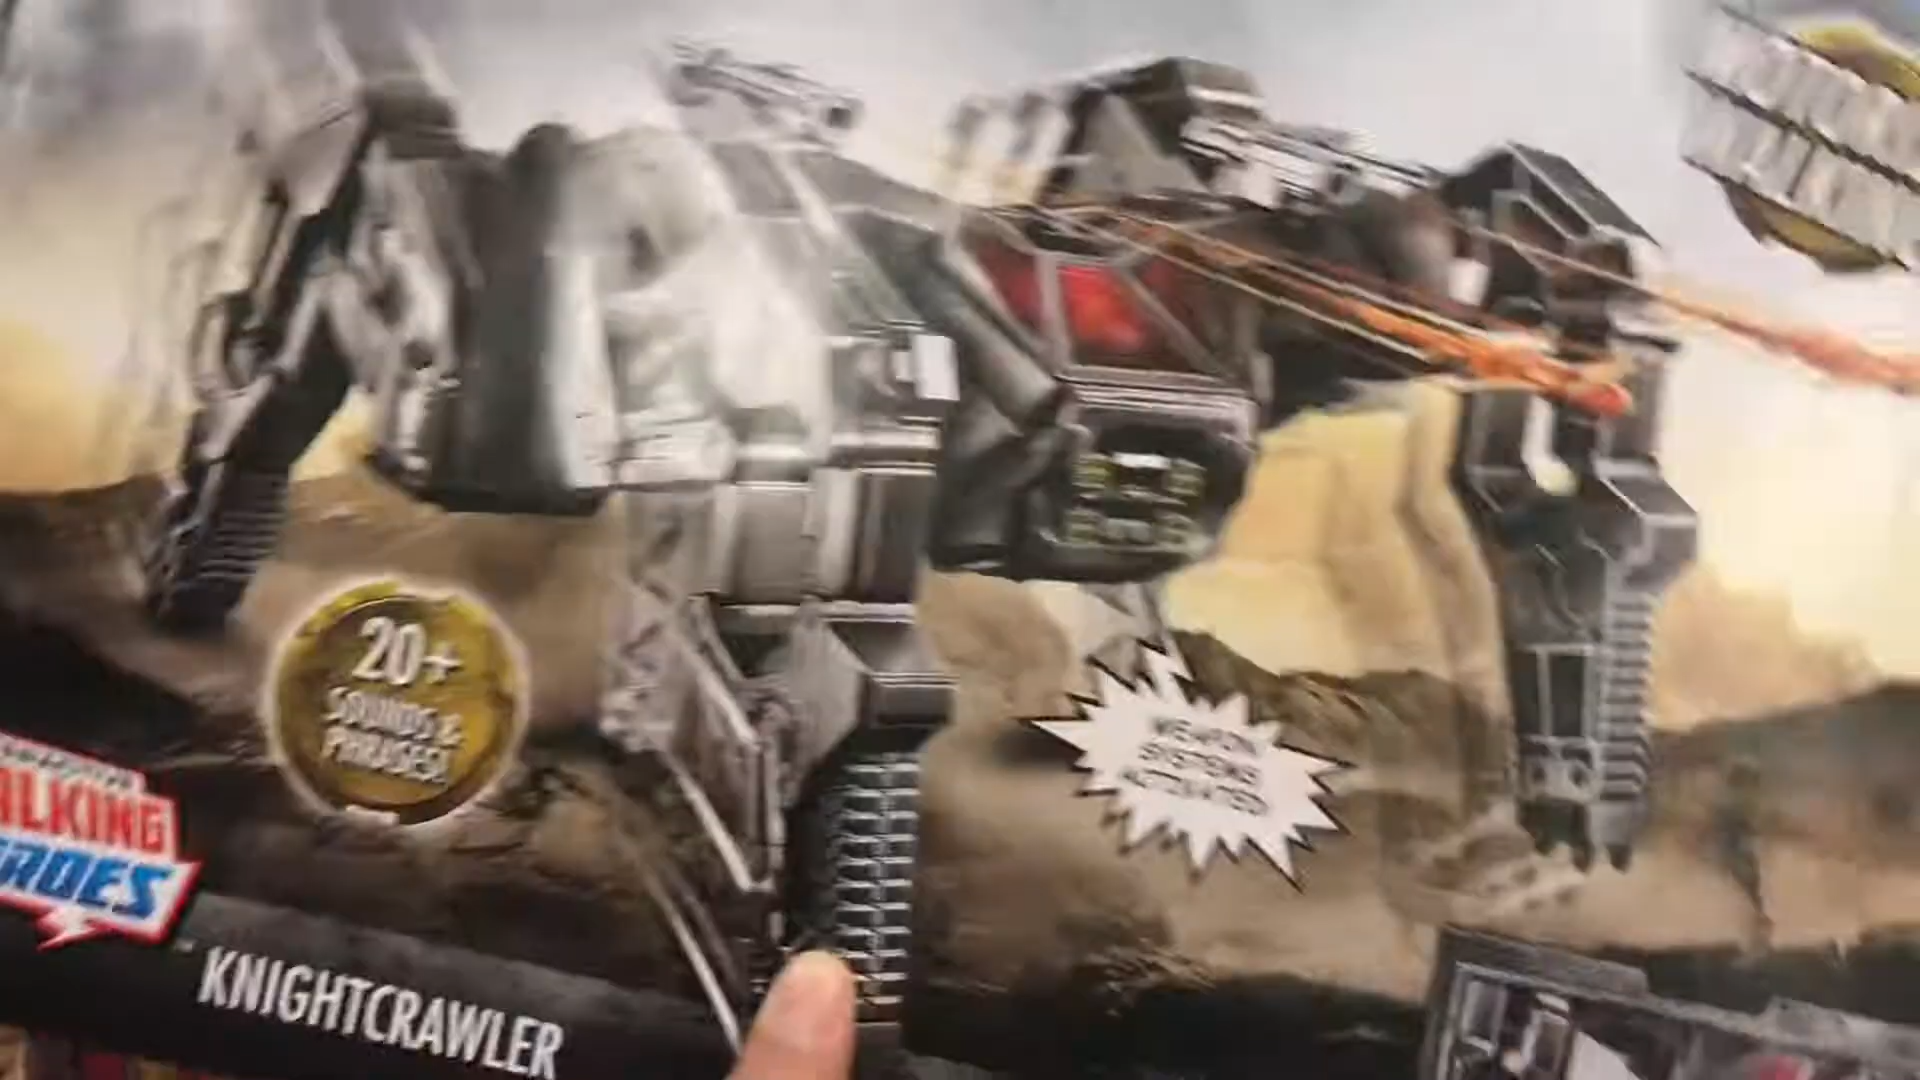 20+
SOUNDS &
PHRASES!
WEAPON
SYSTEMS
ACTIVATED
ALKING
ROES
KNIGHTCRAWLER